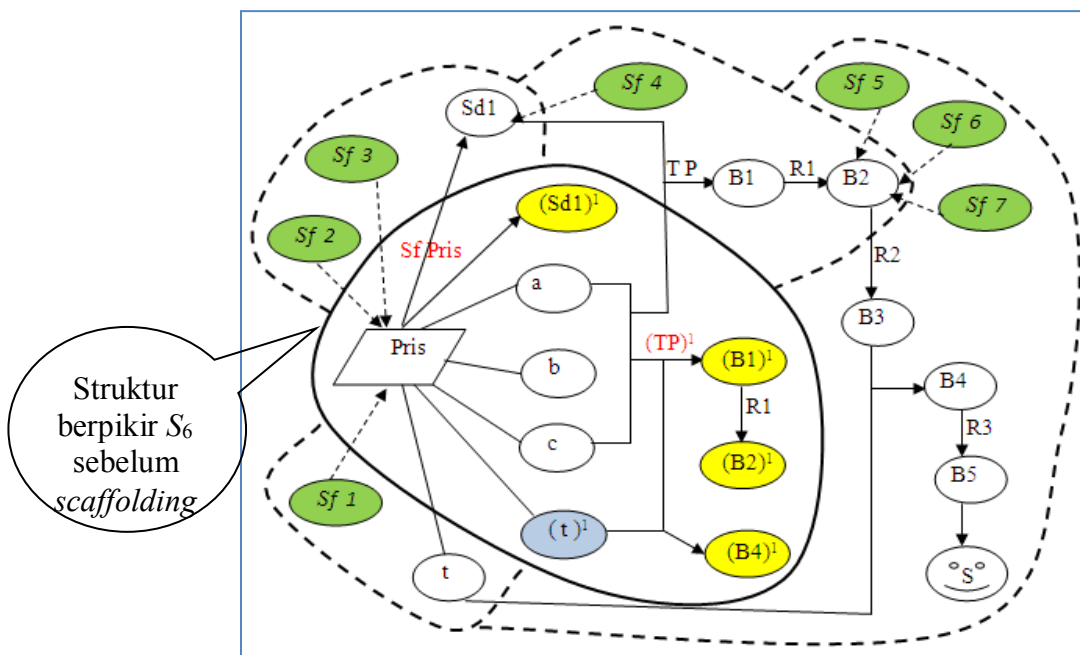 Sf 4
Sf 5
Sd1
Sf 6
Sf 3
T P
B1
R1
B2
Sf 7
(Sd1)¹
Sf 2
Sf Pris
R2
a
B3
Pris
(TP)¹
(B1)¹
b
B4
Struktur
berpikir S₆
sebelum
scaffolding
R1
R3
c
(B2)¹
B5
Sf 1
(t)¹
(B4)¹
t
S